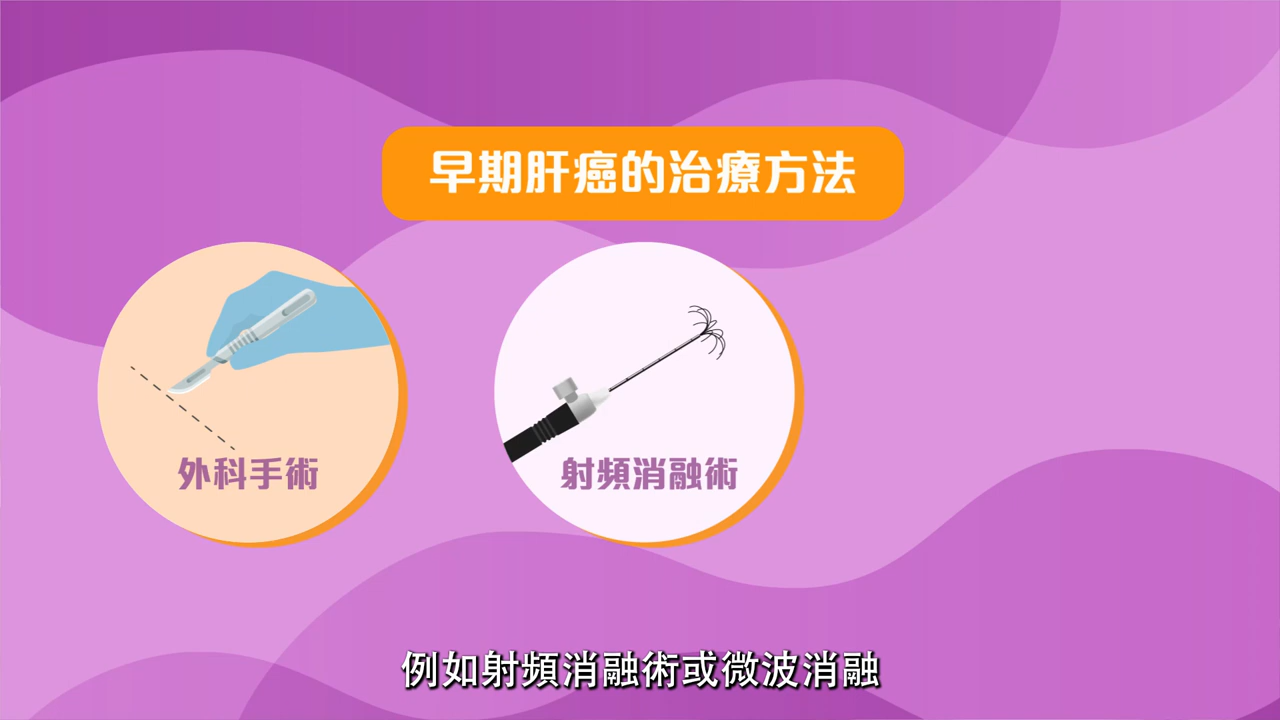 早期肝癌的治療方法
外科手術
射頻消融術
例如射頻消融術或微波消融